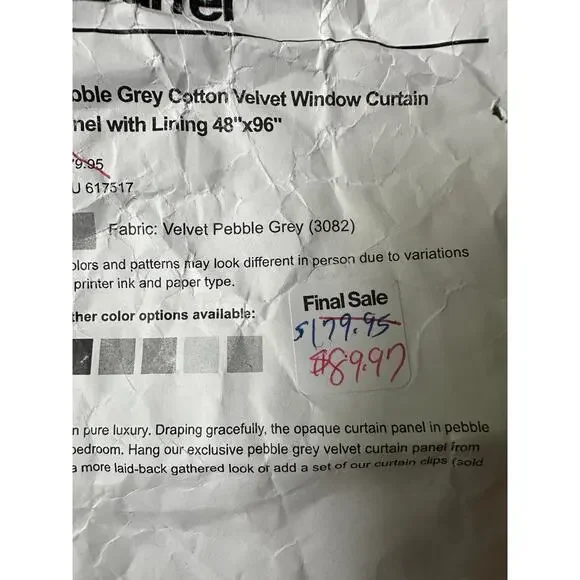 bble Grey Cotton Velvet Window Curtain
nel with Lining 48"x96"
9.95
U 617517
Fabric: Velvet Pebble Grey (3082)
olors and patterns may look different in person due to variations
printer ink and paper type.
ther color options available:
Final Sale
$179.95
$89.97
n pure luxury. Draping gracefully, the opaque curtain panel in pebble
bedroom. Hang our exclusive pebble grey velvet curtain panel from
a more laid-back gathered look or add a set of our curtain clips (sold